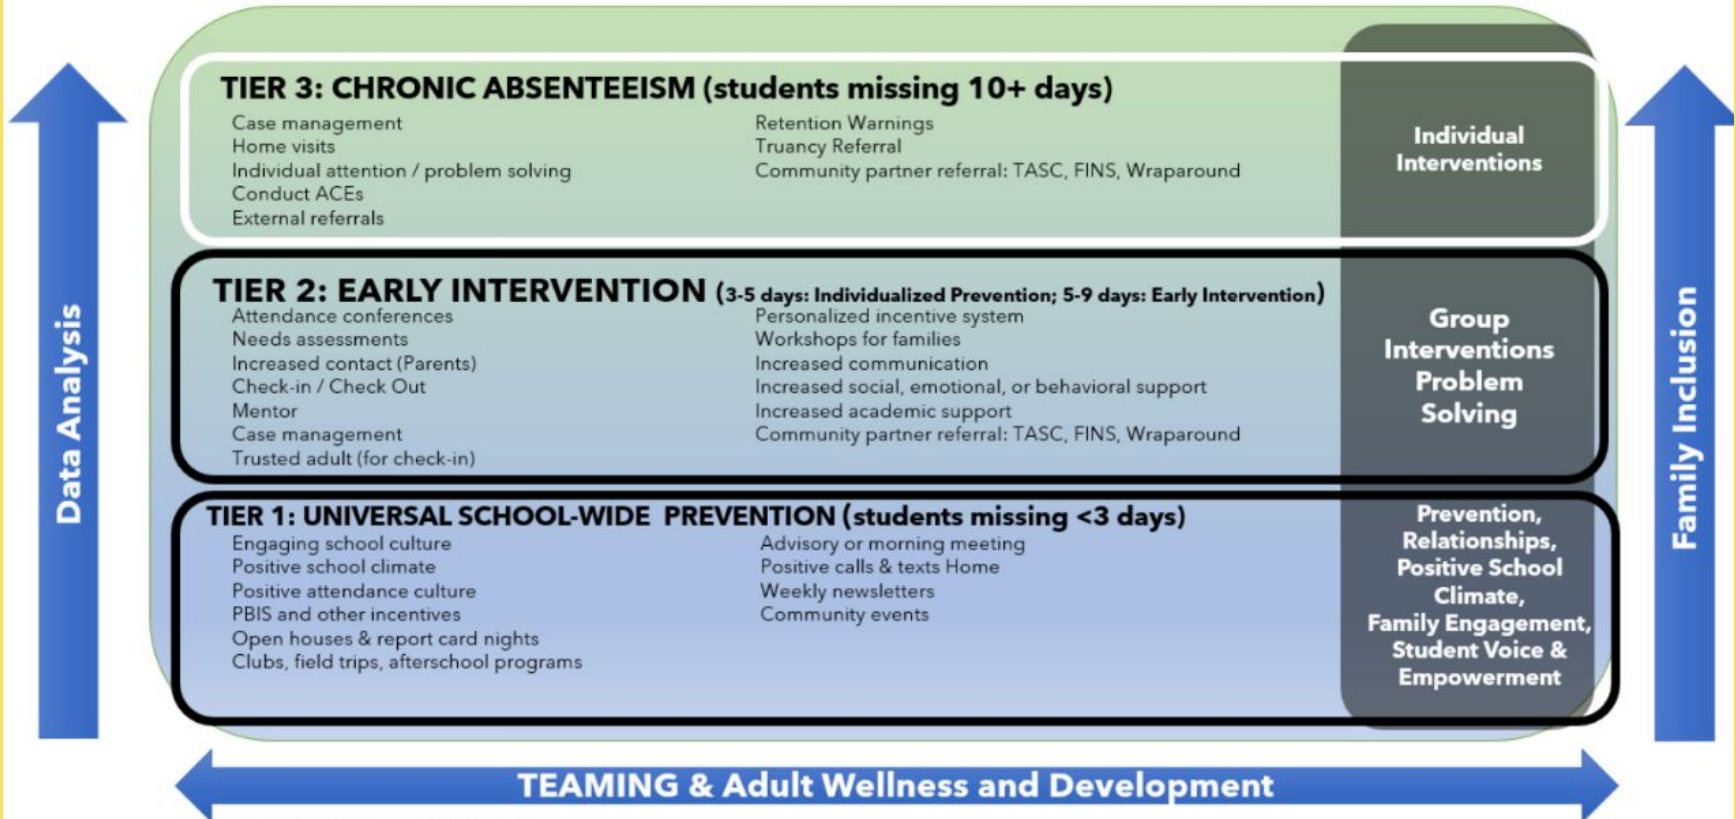 Data Analysis
TIER 3: CHRONIC ABSENTEEISM (students missing 10+ days)
Case management
Home visits
Individual attention / problem solving
Conduct ACEs
External referrals
Retention Warnings
Truancy Referral
Community partner referral: TASC, FINS, Wraparound
Individual
Interventions
TIER 2: EARLY INTERVENTION (3-5 days: Individualized Prevention; 5-9 days: Early Intervention)
Attendance conferences
Needs assessments
Increased contact (Parents)
Check-in / Check Out
Mentor
Case management
Trusted adult (for check-in)
Personalized incentive system
Workshops for families
Increased communication
Increased social, emotional, or behavioral support
Increased academic support
Community partner referral: TASC, FINS, Wraparound
Group
Interventions
Problem
Solving
TIER 1: UNIVERSAL SCHOOL-WIDE PREVENTION (students missing <3 days)
Engaging school culture
Positive school climate
Positive attendance culture
PBIS and other incentives
Open houses & report card nights
Clubs, field trips, afterschool programs
Advisory or morning meeting
Positive calls & texts Home
Weekly newsletters
Community events
Prevention,
Relationships,
Positive School
Climate,
Family Engagement,
Student Voice &
Empowerment
Family Inclusion
TEAMING & Adult Wellness and Development